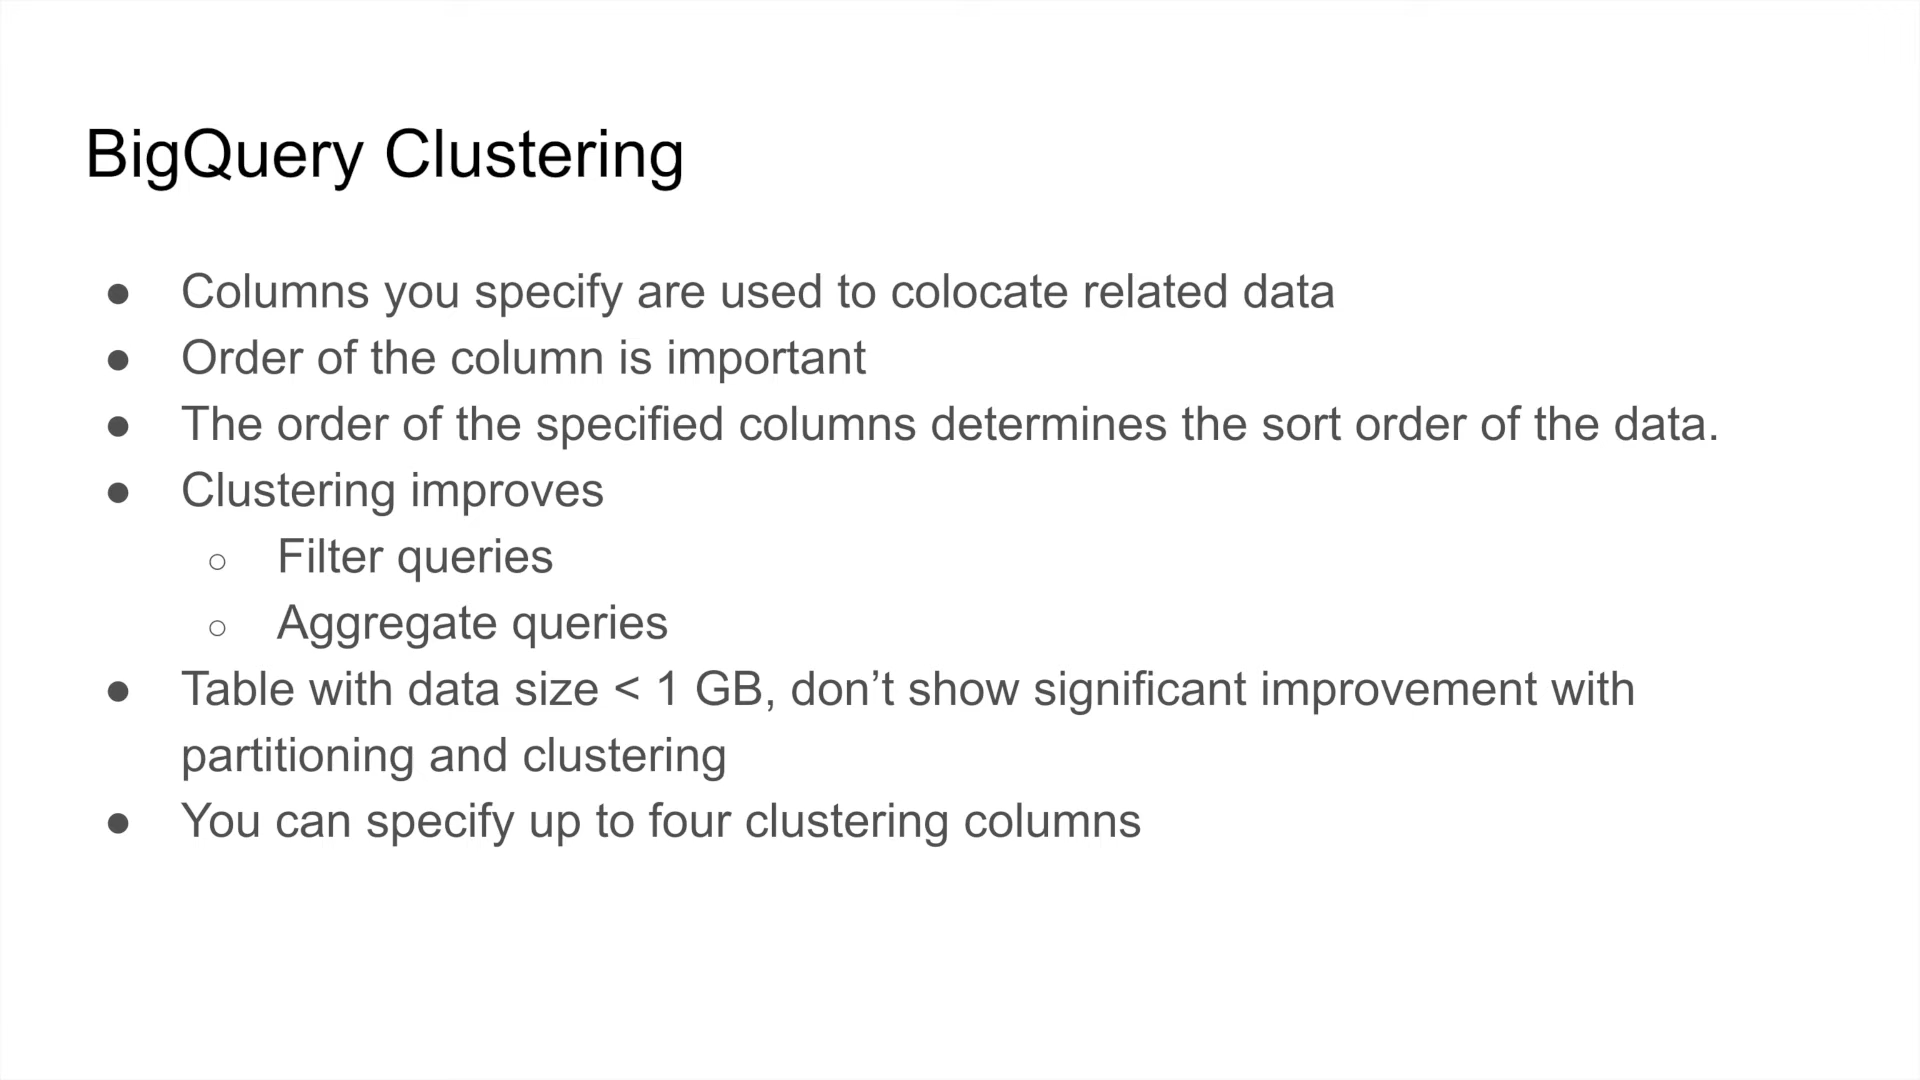 BigQuery Clustering
● Columns you specify are used to colocate related data
● Order of the column is important
● The order of the specified columns determines the sort order of the data.
● Clustering improves
○ Filter queries
○ Aggregate queries
● Table with data size < 1 GB, don’t show significant improvement with
partitioning and clustering
● You can specify up to four clustering columns